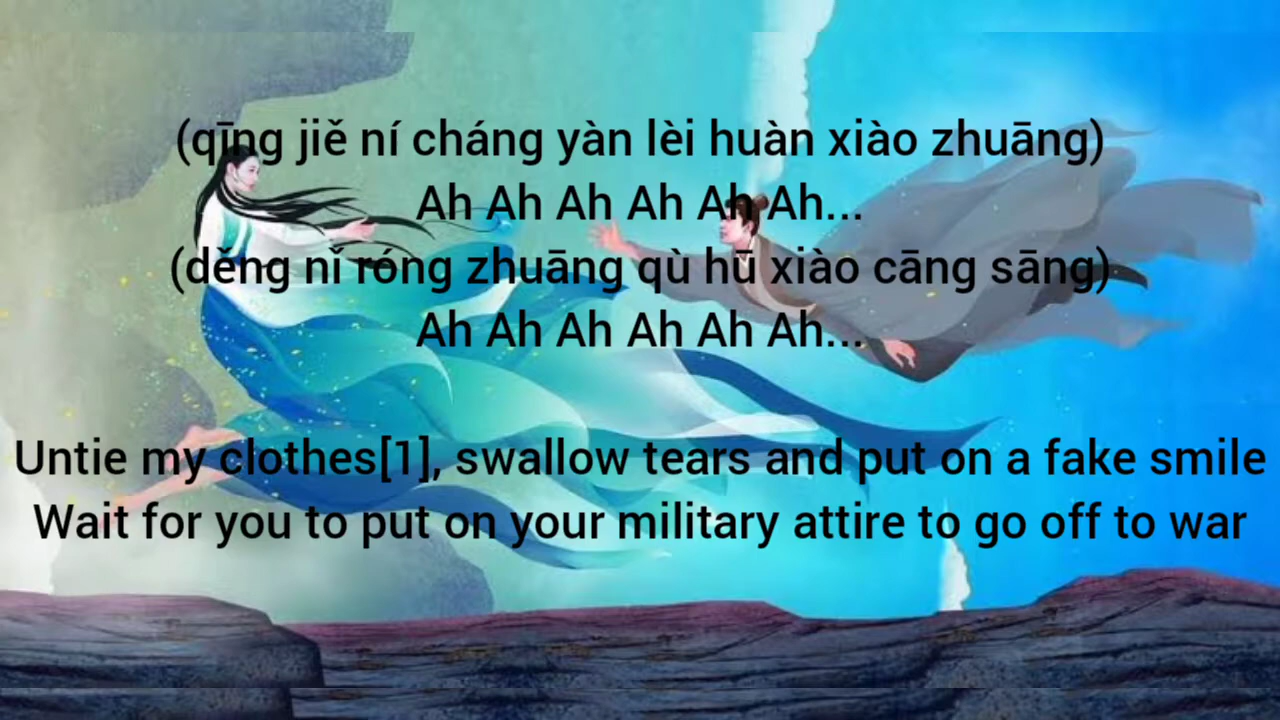 (qīng jiě ní cháng yàn lèi huàn xiào zhuāng)
Ah Ah Ah Ah Ah Ah...
(děng nǐ róng zhuāng qù hū xiào cāng sāng)
Ah Ah Ah Ah Ah Ah...
Untie my clothes[1], swallow tears and put on a fake smile
Wait for you to put on your military attire to go off to war